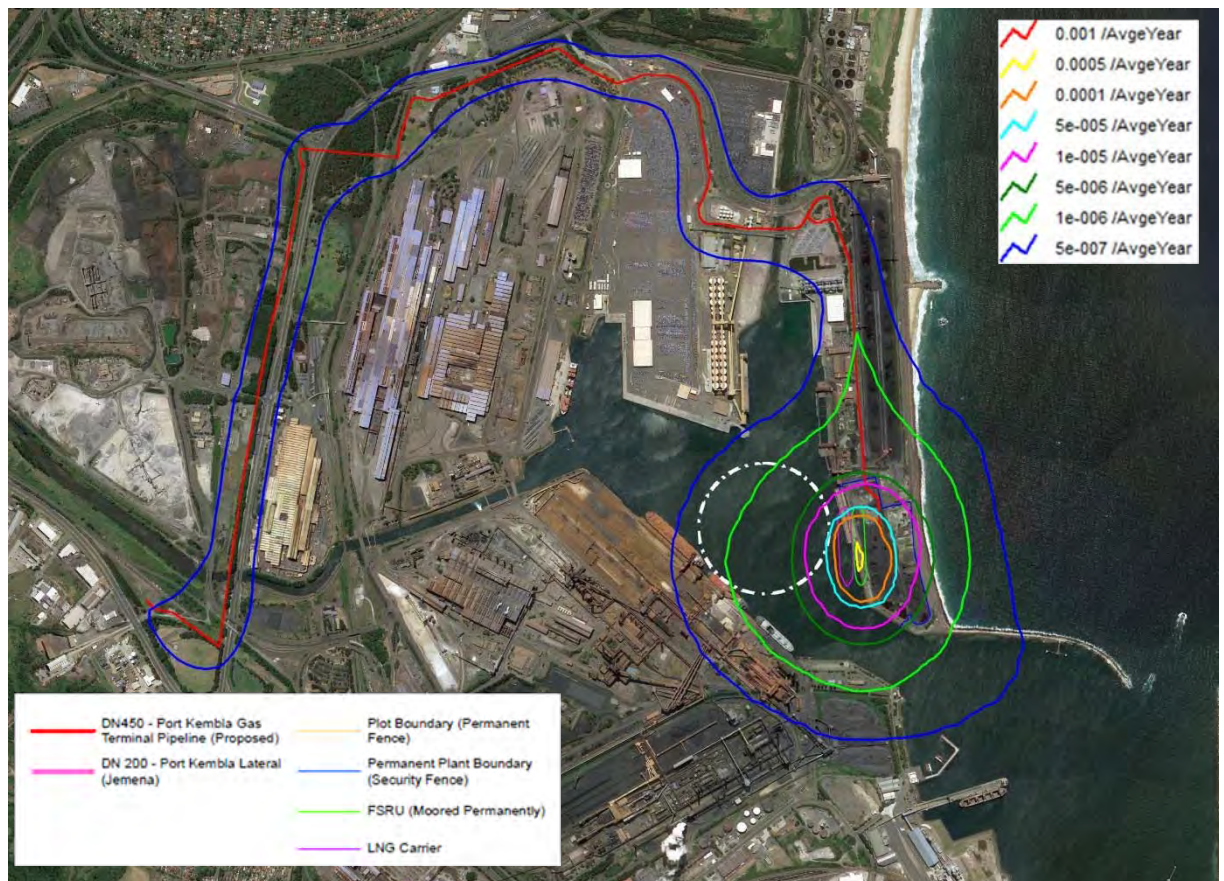 0.001 /AvgeYear
0.0005 /AvgeYear
0.0001 /AvgeYear
5e-005 /AvgeYear
1e-005 /AvgeYear
5e-006 /AvgeYear
1e-006 /AvgeYear
5e-007 /AvgeYear
DN450 - Port Kembla Gas
Terminal Pipeline (Proposed)
DN 200 - Port Kembla Lateral
(Jemena)
Plot Boundary (Permanent
Fence)
Permanent Plant Boundary
(Security Fence)
FSRU (Moored Permanently)
LNG Carrier